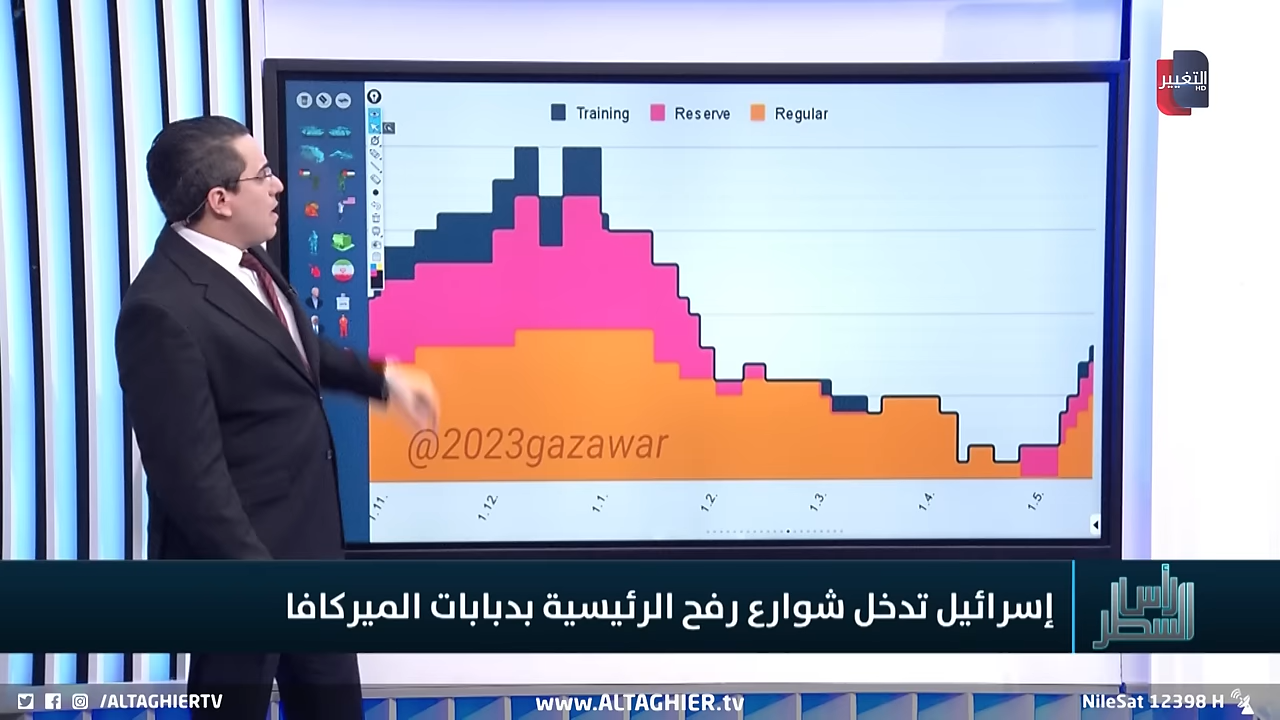 التغيير
HD
Training Reserve Regular
@2023gazawar
1.11. 1.12. 1.1. 1.2. 1.3. 1.4. 1.5.
إسرائيل تدخل شوارع رفح الرئيسية بدبابات الميركافا
رأس السطر
/ALTAGHIERTV www.ALTAGHIER.tv NileSat 12398 H